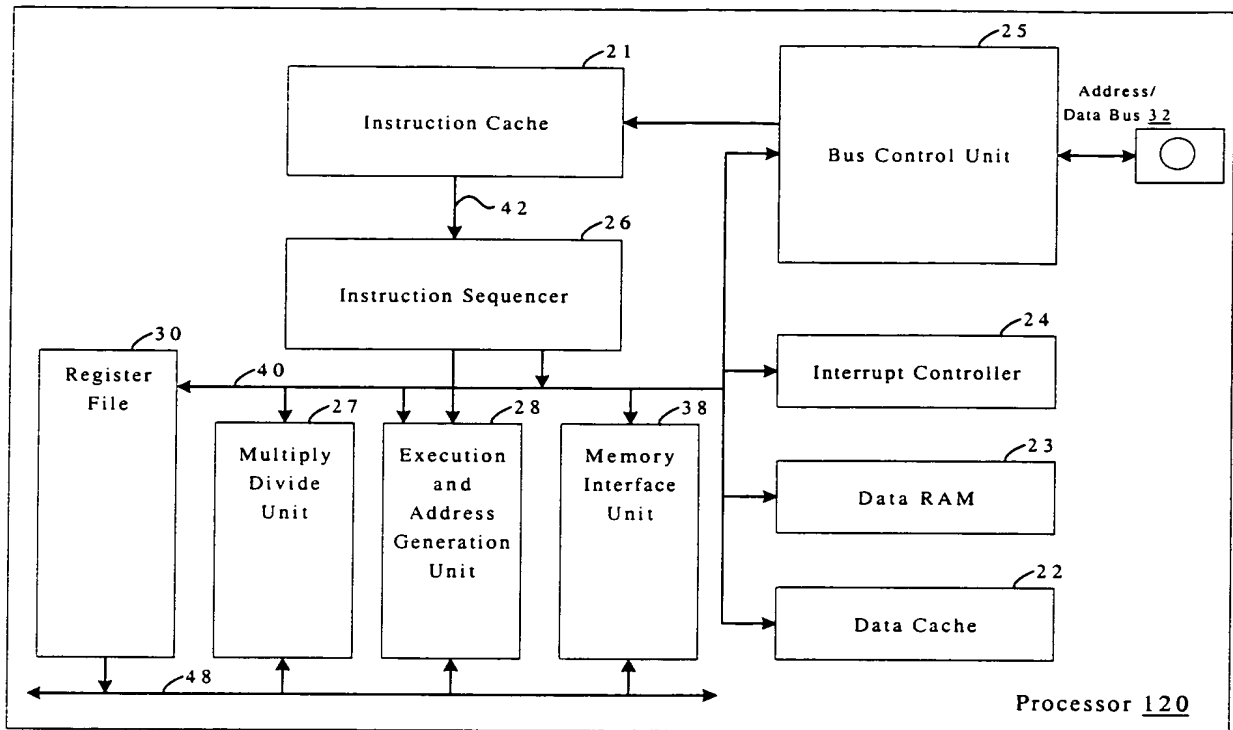 21
Instruction Cache
25
Bus Control Unit
Address/
Data Bus 32
42
26
Instruction Sequencer
30
Register
File
40
24
Interrupt Controller
27
Multiply
Divide
Unit
28
Execution
and
Address
Generation
Unit
38
Memory
Interface
Unit
23
Data RAM
22
Data Cache
48
Processor 120